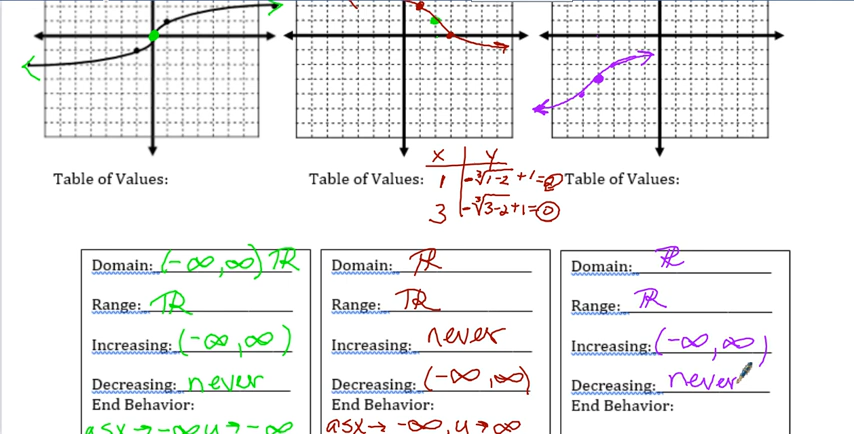 Table of Values:
Table of Values:
x y
1 -∛1-2 +1=2
3 -∛3-2 +1=0
Table of Values:
Domain: (-∞,∞) ℝ
Range: ℝ
Increasing: (-∞,∞)
Decreasing: never
End Behavior:
as x→ -∞ y→ -∞
Domain: ℝ
Range: ℝ
Increasing: never
Decreasing: (-∞,∞)
End Behavior:
as x→ -∞, y→ ∞
Domain: ℝ
Range: ℝ
Increasing: (-∞,∞)
Decreasing: never
End Behavior: